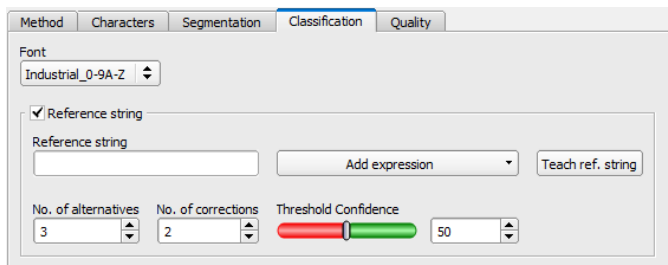 Method Characters Segmentation Classification Quality
Font
Industrial_0-9A-Z
Reference string
Reference string
Add expression Teach ref. string
No. of alternatives No. of corrections Threshold Confidence
3 2 50